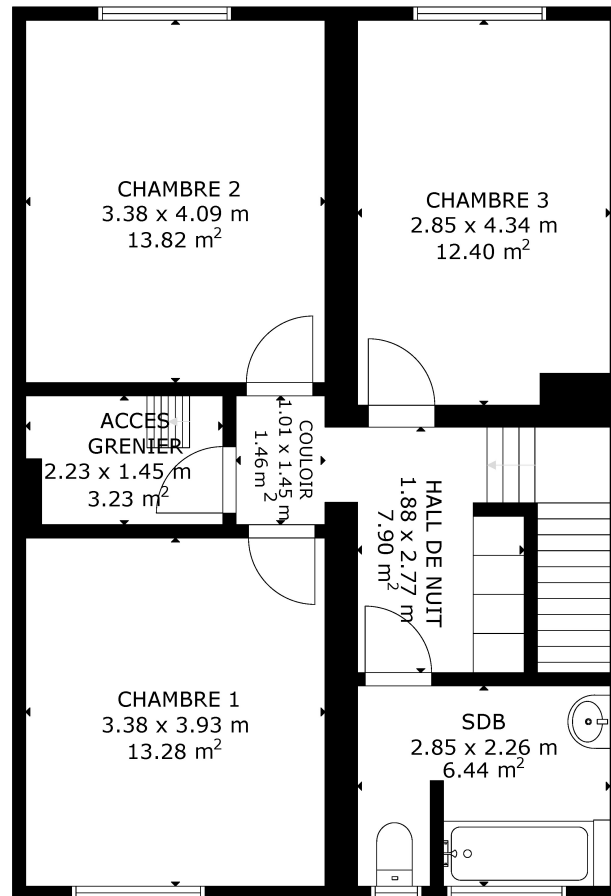 CHAMBRE 2
3.38 x 4.09 m
13.82 m²
CHAMBRE 3
2.85 x 4.34 m
12.40 m²
ACCES
GRENIER
2.23 x 1.45 m
3.23 m²
COULOIR
1.01 x 1.45 m
1.46 m²
HALL DE NUIT
1.88 x 2.77 m
7.90 m²
CHAMBRE 1
3.38 x 3.93 m
13.28 m²
SDB
2.85 x 2.26 m
6.44 m²